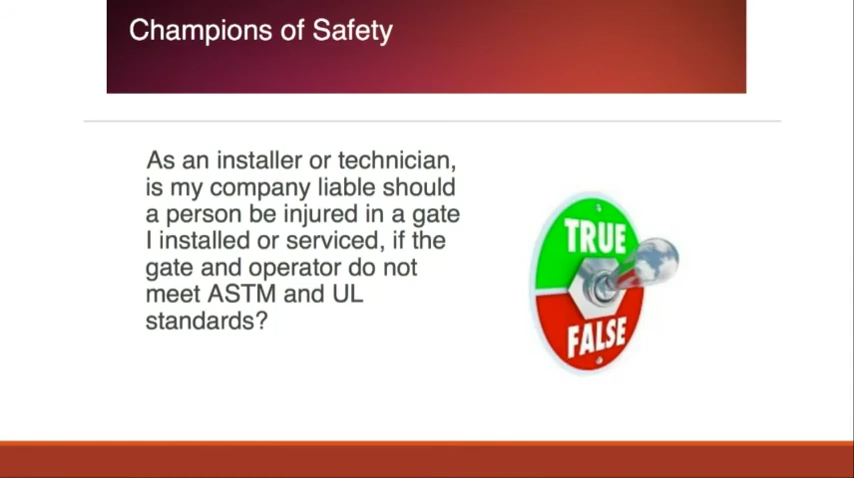 Champions of Safety
As an installer or technician,
is my company liable should
a person be injured in a gate
I installed or serviced, if the
gate and operator do not
meet ASTM and UL
standards?
TRUE
FALSE